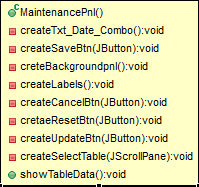 MaintenancePnl()
createTxt_Date_Combo():void
createSaveBtn(JButton):void
creteBackgroundpnl():void
createLabels():void
createCancelBtn(JButton):void
cretaeResetBtn(JButton):void
createUpdateBtn(JButton):void
createSelectTable(JScrollPane):void
showTableData():void